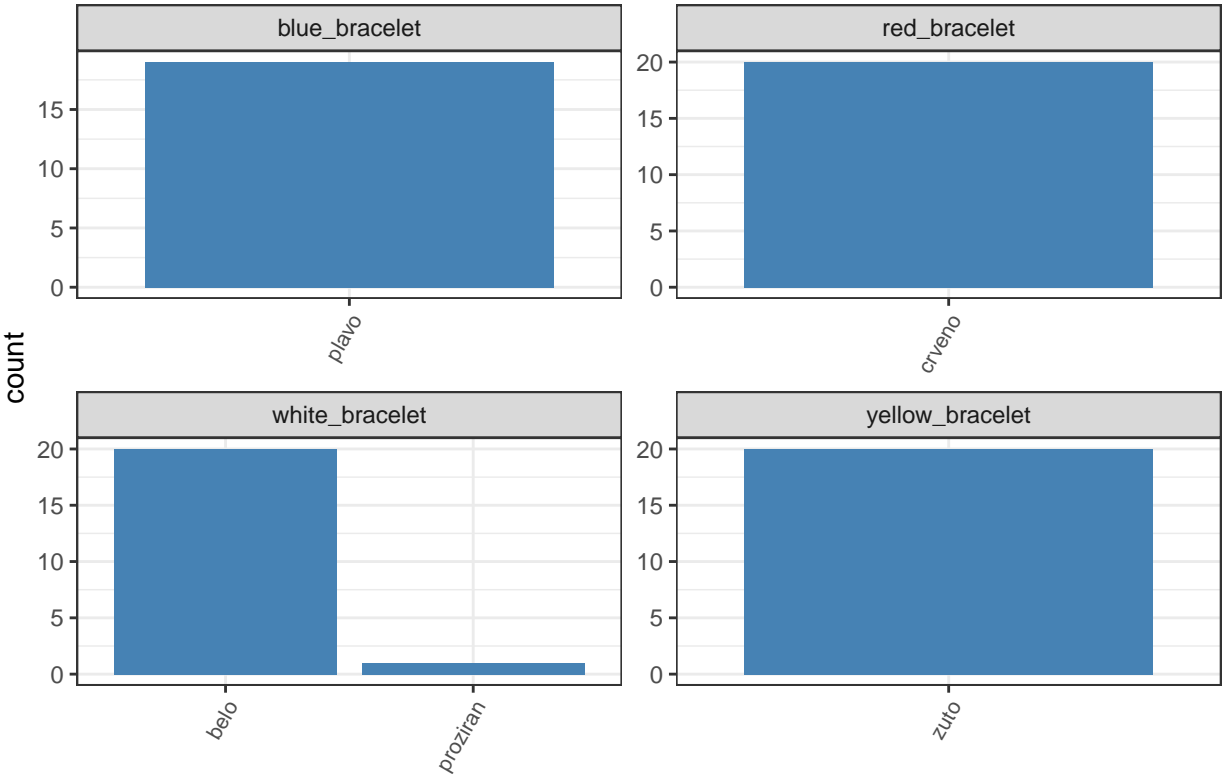 blue_bracelet
red_bracelet
15
10
5
0
20
15
10
5
0
plavo
crveno
count
white_bracelet
yellow_bracelet
20
15
10
5
0
20
15
10
5
0
belo
proziran
zuto